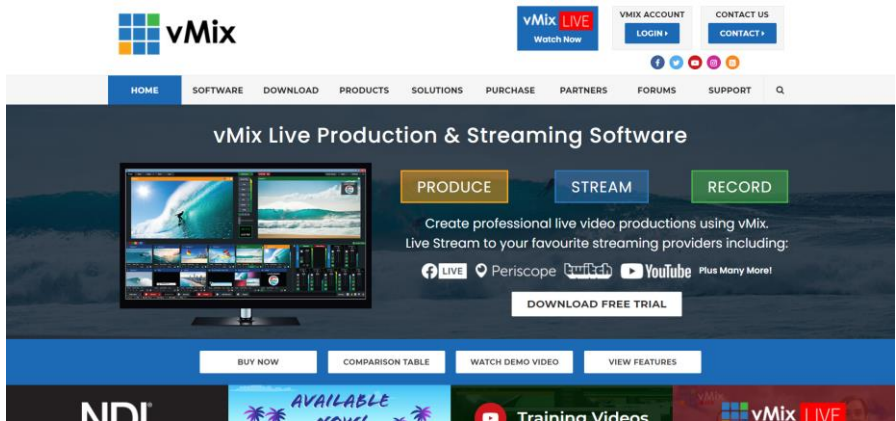 vMix
vMix LIVE
Watch Now
VMIX ACCOUNT
LOGIN
CONTACT US
CONTACT
HOME SOFTWARE DOWNLOAD PRODUCTS SOLUTIONS PURCHASE PARTNERS FORUMS SUPPORT
vMix Live Production & Streaming Software
PRODUCE STREAM RECORD
Create professional live video productions using vMix.
Live Stream to your favourite streaming providers including:
LIVE Periscope twitch YouTube Plus Many More!
DOWNLOAD FREE TRIAL
BUY NOW COMPARISON TABLE WATCH DEMO VIDEO VIEW FEATURES
NDI
AVAILABLE
NOW!
Training Videos
vMix LIVE